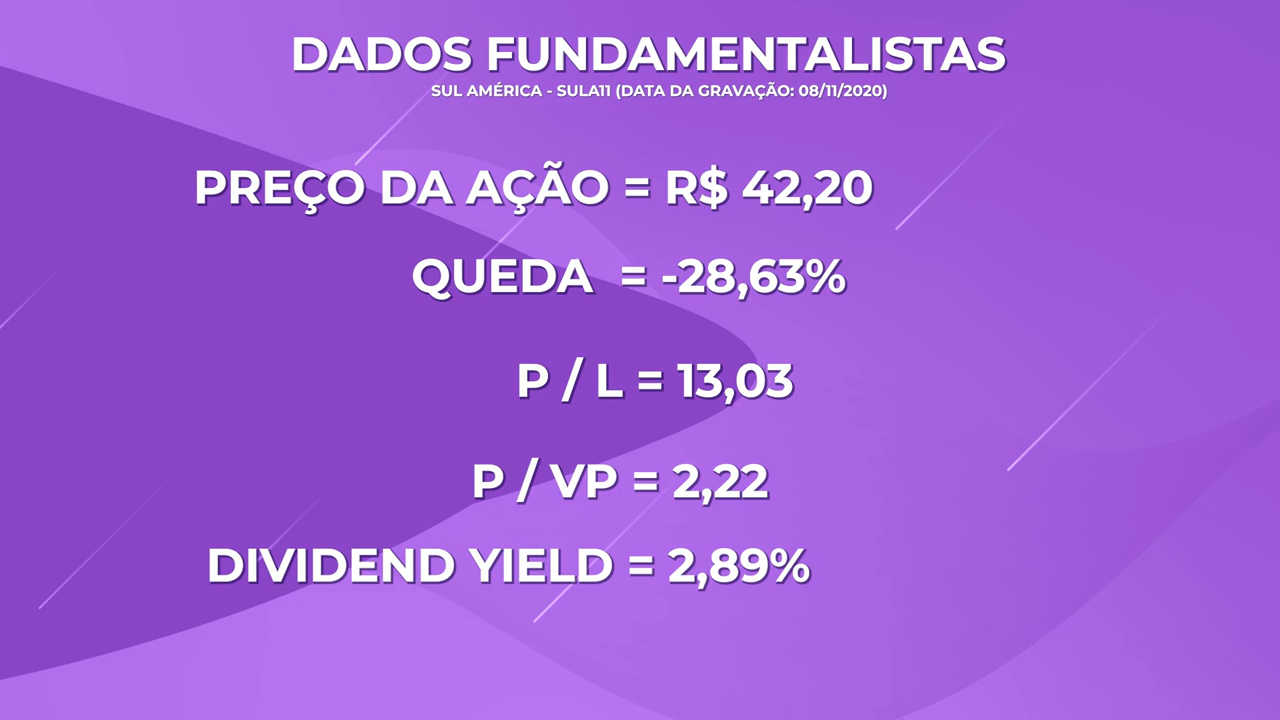 DADOS FUNDAMENTALISTAS
SUL AMÉRICA - SULA11 (DATA DA GRAVAÇÃO: 08/11/2020)
PREÇO DA AÇÃO = R$ 42,20
QUEDA = -28,63%
P / L = 13,03
P / VP = 2,22
DIVIDEND YIELD = 2,89%